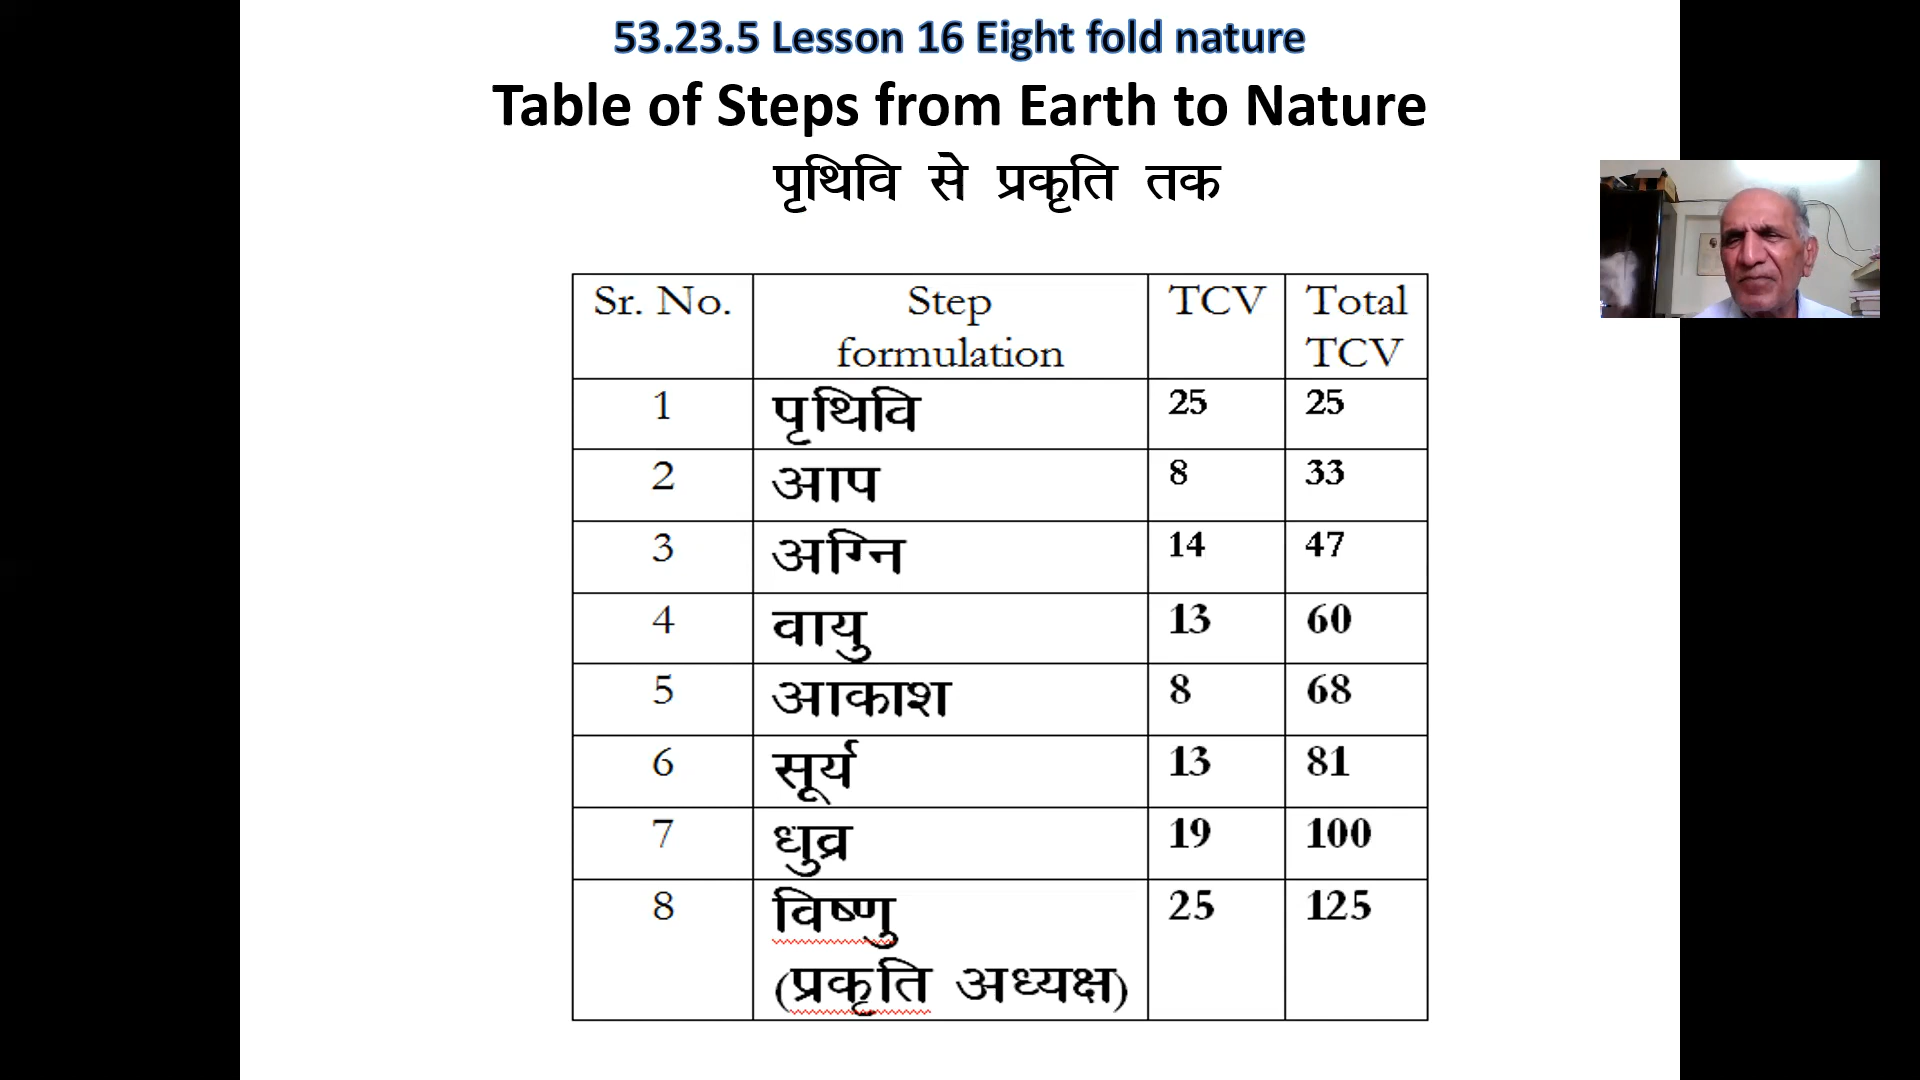 53.23.5 Lesson 16 Eight fold nature
Table of Steps from Earth to Nature
पृथिवि से प्रकृति तक
Sr. No. Step formulation TCV Total TCV
1 पृथिवि 25 25
2 आप 8 33
3 अग्नि 14 47
4 वायु 13 60
5 आकाश 8 68
6 सूर्य 13 81
7 धुव्र 19 100
8 विष्णु 25 125
(प्रकृति अध्यक्ष)